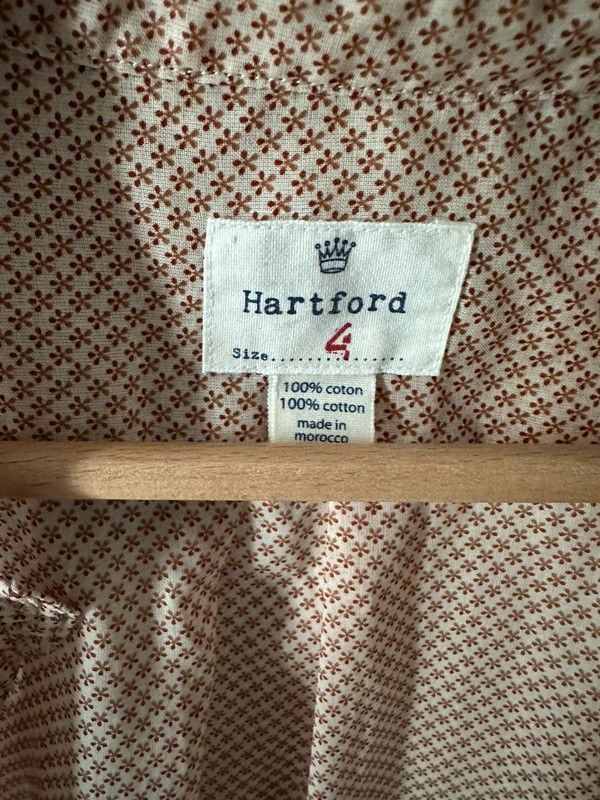 Hartford
Size......4......
100% coton
100% cotton
made in
morocco